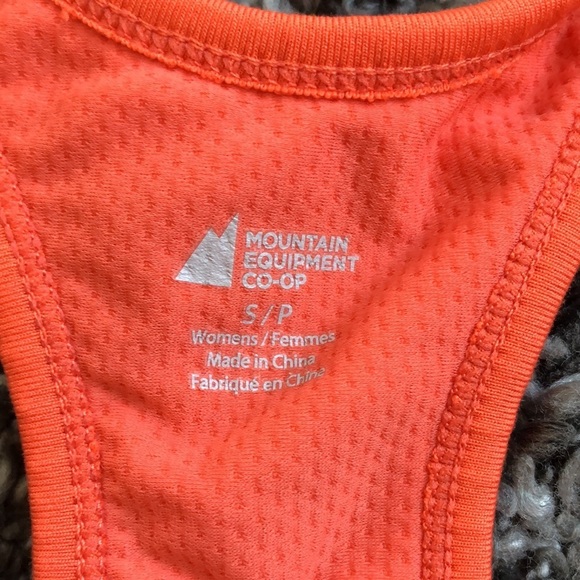 MOUNTAIN
EQUIPMENT
CO-OP
S/P
Womens/Femmes
Made in China
Fabriqué en Chine